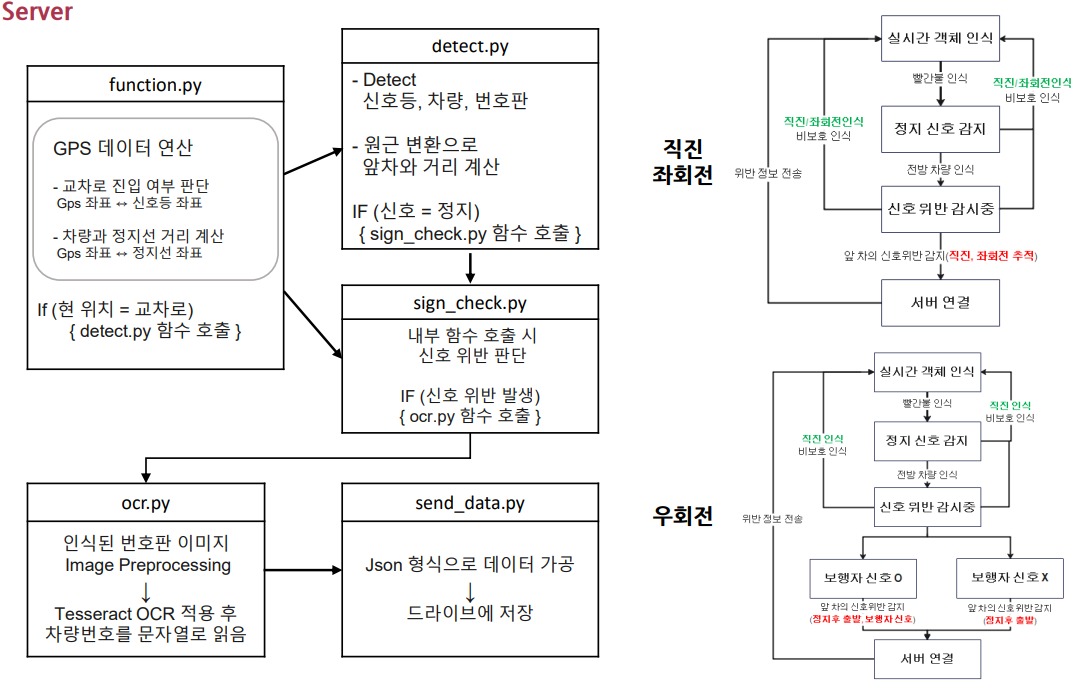 Server
function.py
GPS 데이터 연산
- 교차로 진입 여부 판단
Gps 좌표 ↔ 신호등 좌표
- 차량과 정지선 거리 계산
Gps 좌표 ↔ 정지선 좌표
If (현 위치 = 교차로)
{ detect.py 함수 호출 }
detect.py
- Detect
신호등, 차량, 번호판
- 원근 변환으로
앞차와 거리 계산
IF (신호 = 정지)
{ sign_check.py 함수 호출 }
sign_check.py
내부 함수 호출 시
신호 위반 판단
IF (신호 위반 발생)
{ ocr.py 함수 호출 }
ocr.py
인식된 번호판 이미지
Image Preprocessing
↓
Tesseract OCR 적용 후
차량번호를 문자열로 읽음
send_data.py
Json 형식으로 데이터 가공
↓
드라이브에 저장
직진
좌회전
실시간 객체 인식
빨간불 인식
직진/좌회전인식
비보호 인식
정지 신호 감지
직진/좌회전인식
비보호 인식
전방 차량 인식
위반 정보 전송
신호 위반 감시중
앞 차의 신호위반 감지(직진, 좌회전 추적)
서버 연결
우회전
실시간 객체 인식
빨간불 인식
직진 인식
비보호 인식
정지 신호 감지
직진 인식
비보호 인식
전방 차량 인식
신호 위반 감시중
위반 정보 전송
보행자 신호 O
보행자 신호 X
앞 차의 신호위반 감지
(정지후 출발, 보행자 신호)
앞 차의 신호위반 감지
(정지후 출발)
서버 연결